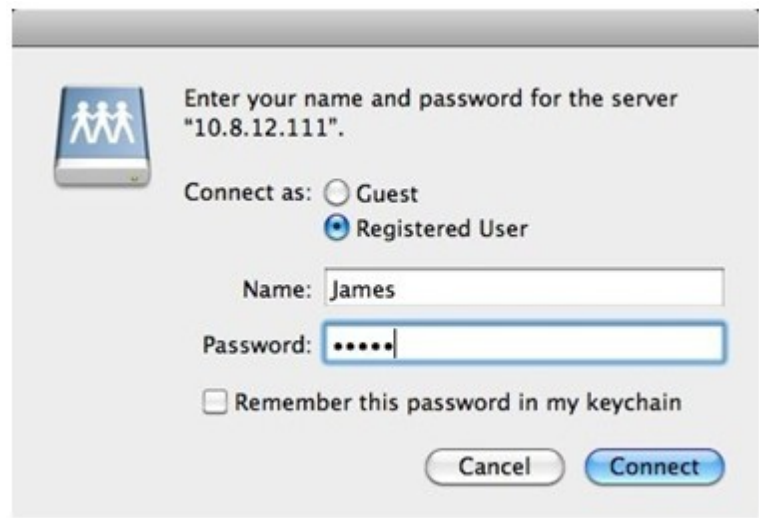 Enter your name and password for the server
"10.8.12.111".
Connect as: Guest
Registered User
Name: James
Password: •••••
Remember this password in my keychain
Cancel Connect